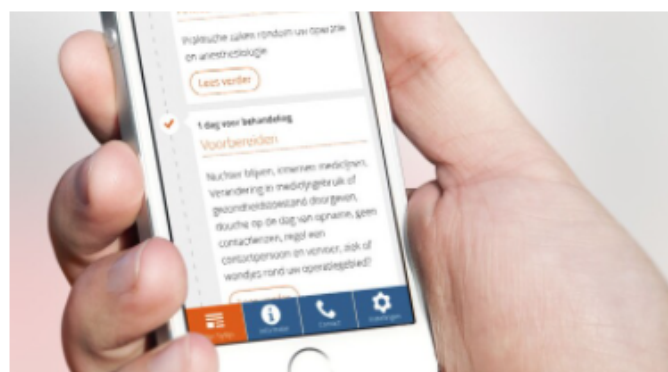 Praktische zaken rondom uw operatie
en anesthesiologie
Lees verder
1 dag voor behandeling
Voorbereiden
Nuchter blijven, innemen medicijnen,
verandering in medicijngebruik of
gezondheidstoestand doorgeven,
douche op de dag van opname, geen
contactlenzen, regel een
contactpersoon en vervoer, ziek of
wondjes rond uw operatiegebied?
Informatie
Contact
Instellingen